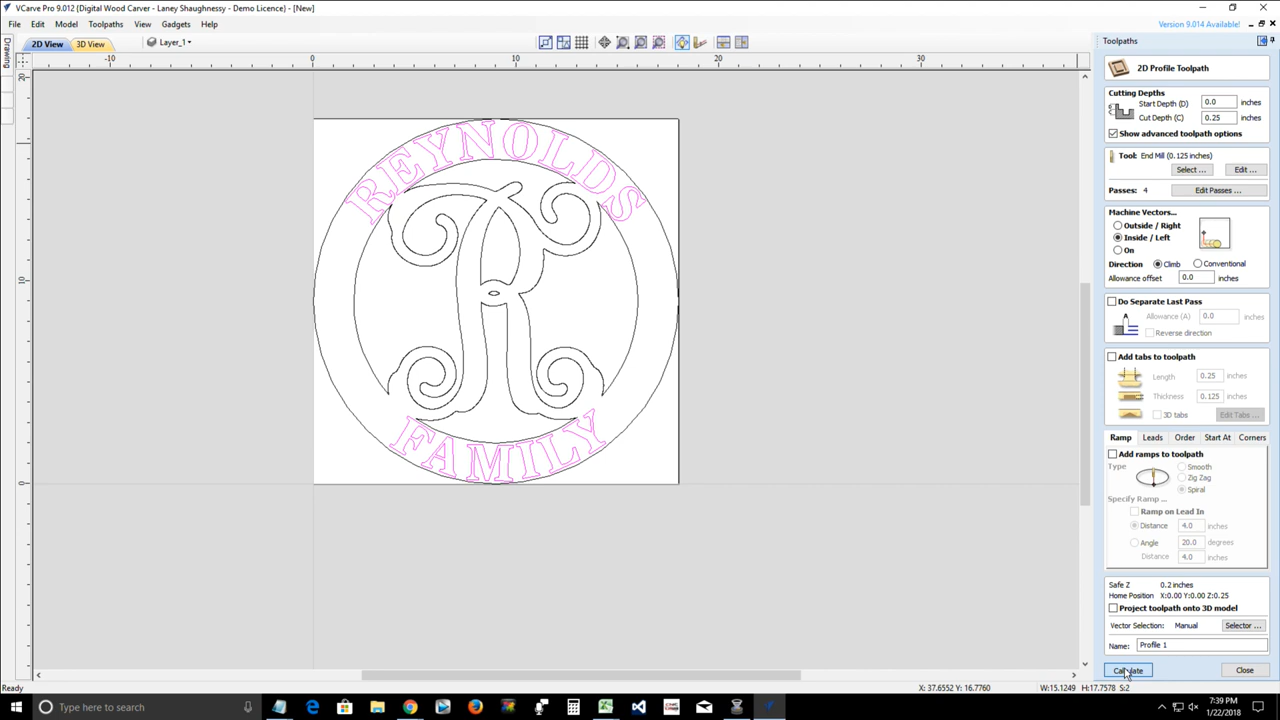 VCarve Pro 9.012 (Digital Wood Carver - Laney Shaughnessy - Demo Licence) - [New]
File Edit Model Toolpaths View Gadgets Help
Version 9.014 Available!
Drawing
2D View 3D View Layer_1
-10 0 10 20 30
20
10
0
REYNOLDS
R
FAMILY
Toolpaths
2D Profile Toolpath
Cutting Depths
Start Depth (D) 0.0 inches
Cut Depth (C) 0.25 inches
Show advanced toolpath options
Tool: End Mill (0.125 inches)
Select ... Edit ...
Passes: 4 Edit Passes ...
Machine Vectors...
Outside / Right
Inside / Left
On
Direction Climb Conventional
Allowance offset 0.0 inches
Do Separate Last Pass
Allowance (A) 0.0 inches
Reverse direction
Add tabs to toolpath
Length 0.25 inches
Thickness 0.125 inches
3D tabs Edit Tabs ...
Ramp Leads Order Start At Corners
Add ramps to toolpath
Type Smooth
Zig Zag
Spiral
Specify Ramp ...
Ramp on Lead In
Distance 4.0 inches
Angle 20.0 degrees
Distance 4.0 inches
Safe Z 0.2 inches
Home Position X:0.00 Y:0.00 Z:0.25
Project toolpath onto 3D model
Vector Selection: Manual Selector ...
Name: Profile 1
Calculate Close
Ready X: 37.6552 Y: 16.7760 W:15.1249 H:17.7578 S:2
Type here to search
7:39 PM
1/22/2018